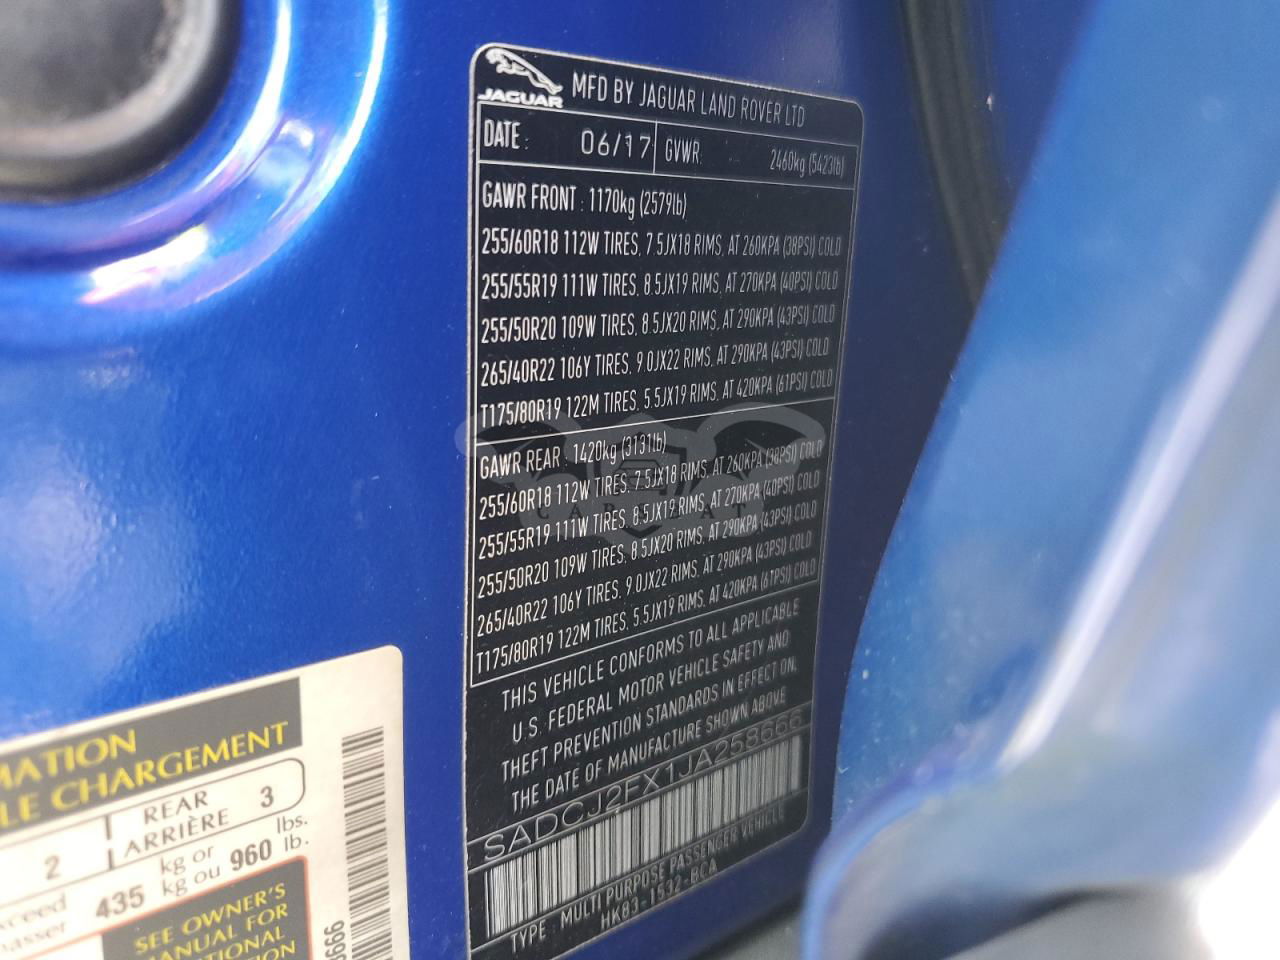 JAGUAR
MFD BY JAGUAR LAND ROVER LTD
DATE : 06/17 GVWR: 2460kg (5423lb)
GAWR FRONT : 1170kg (2579lb)
255/60R18 112W TIRES, 7.5JX18 RIMS, AT 260KPA (38PSI) COLD
255/55R19 111W TIRES, 8.5JX19 RIMS, AT 270KPA (40PSI) COLD
255/50R20 109W TIRES, 8.5JX20 RIMS, AT 290KPA (43PSI) COLD
265/40R22 106Y TIRES, 9.0JX22 RIMS, AT 290KPA (43PSI) COLD
T175/80R19 122M TIRES, 5.5JX19 RIMS, AT 420KPA (61PSI) COLD
GAWR REAR : 1420kg (3131lb)
255/60R18 112W TIRES, 7.5JX18 RIMS, AT 260KPA (38PSI) COLD
255/55R19 111W TIRES, 8.5JX19 RIMS, AT 270KPA (40PSI) COLD
255/50R20 109W TIRES, 8.5JX20 RIMS, AT 290KPA (43PSI) COLD
265/40R22 106Y TIRES, 9.0JX22 RIMS, AT 290KPA (43PSI) COLD
T175/80R19 122M TIRES, 5.5JX19 RIMS, AT 420KPA (61PSI) COLD
THIS VEHICLE CONFORMS TO ALL APPLICABLE
U.S. FEDERAL MOTOR VEHICLE SAFETY AND
THEFT PREVENTION STANDARDS IN EFFECT ON
THE DATE OF MANUFACTURE SHOWN ABOVE
SADCJ2FX1JA258666
TYPE : MULTI PURPOSE PASSENGER VEHICLE
HK83-1532-BCA
MATION
LE CHARGEMENT
2 REAR 3
ARRIÈRE
xceed 435 kg or 960 lbs.
passer kg ou lb.
SEE OWNER'S
MANUAL FOR
TIONAL
ION
8666